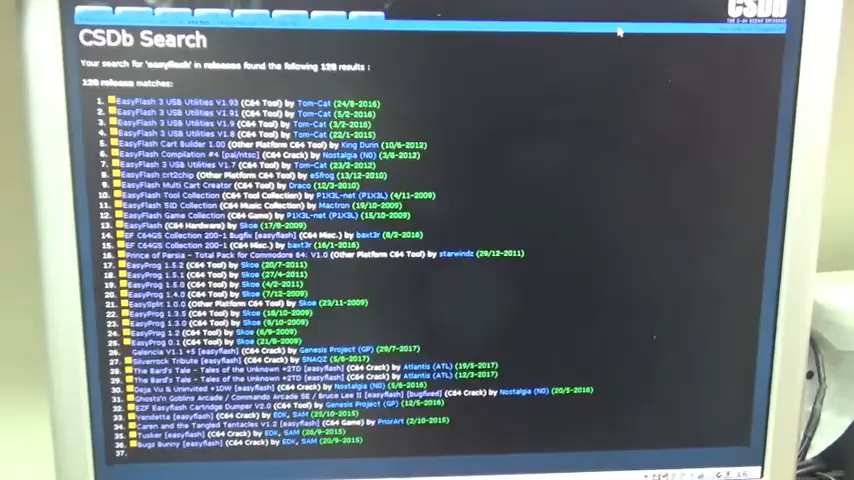 CSDb
CSDb Search
Your search for 'easyflash' in releases found the following 128 results :
128 release matches:
1. EasyFlash 3 USB Utilities V1.93 (C64 Tool) by Tom-Cat (24/8-2016)
2. EasyFlash 3 USB Utilities V1.91 (C64 Tool) by Tom-Cat (5/2-2016)
3. EasyFlash 3 USB Utilities V1.9 (C64 Tool) by Tom-Cat (3/2-2016)
4. EasyFlash 3 USB Utilities V1.8 (C64 Tool) by Tom-Cat (22/1-2015)
5. EasyFlash Cart Builder 1.00 (Other Platform C64 Tool) by King Durin (10/6-2012)
6. EasyFlash Compilation #4 [pal/ntsc] (C64 Crack) by Nostalgia (N0) (3/6-2012)
7. EasyFlash 3 USB Utilities V1.7 (C64 Tool) by Tom-Cat (23/2-2012)
8. EasyFlash crt2chip (Other Platform C64 Tool) by eSfrog (13/12-2010)
9. EasyFlash Multi Cart Creator (C64 Tool) by Draco (12/3-2010)
10. EasyFlash Tool Collection (C64 Tool Collection) by P1X3L-net (P1X3L) (4/11-2009)
11. EasyFlash SID Collection (C64 Music Collection) by Mactron (19/10-2009)
12. EasyFlash Game Collection (C64 Game) by P1X3L-net (P1X3L) (15/10-2009)
13. EasyFlash (C64 Hardware) by Skoe (17/8-2009)
14. EF C64GS Collection 200-1 Bugfix [easyflash] (C64 Misc.) by baxt3r (8/2-2016)
15. EF C64GS Collection 200-1 (C64 Misc.) by baxt3r (16/1-2016)
16. Prince of Persia - Total Pack for Commodore 64: V1.0 (Other Platform C64 Tool) by starwindz (29/12-2011)
17. EasyProg 1.5.2 (C64 Tool) by Skoe (20/7-2011)
18. EasyProg 1.5.1 (C64 Tool) by Skoe (27/4-2011)
19. EasyProg 1.5.0 (C64 Tool) by Skoe (4/2-2011)
20. EasyProg 1.4.0 (C64 Tool) by Skoe (7/12-2009)
21. EasySplit 1.0.0 (Other Platform C64 Tool) by Skoe (23/11-2009)
22. EasyProg 1.3.5 (C64 Tool) by Skoe (18/10-2009)
23. EasyProg 1.3.0 (C64 Tool) by Skoe (9/10-2009)
24. EasyProg 1.2 (C64 Tool) by Skoe (6/9-2009)
25. EasyProg 0.1 (C64 Tool) by Skoe (21/8-2009)
26. Galencia V1.1 +5 [easyflash] (C64 Crack) by Genesis Project (GP) (29/7-2017)
27. Silverrock Tribute [easyflash] (C64 Crack) by SNAQZ (5/6-2017)
28. The Bard's Tale - Tales of the Unknown +2TD [easyflash] (C64 Crack) by Atlantis (ATL) (19/5-2017)
29. The Bard's Tale - Tales of the Unknown +2TD [easyflash] (C64 Crack) by Atlantis (ATL) (12/3-2017)
30. Deja Vu & Uninvited +1DW [easyflash] (C64 Crack) by Nostalgia (N0) (5/6-2016)
31. Ghosts'n Goblins Arcade / Commando Arcade SE / Bruce Lee II [easyflash] [bugfixed] (C64 Crack) by Nostalgia (N0) (20/5-2016)
32. EZF EasyFlash Cartridge Dumper V2.0 (C64 Tool) by Genesis Project (GP) (12/5-2016)
33. Vendetta [easyflash] (C64 Crack) by EDK, SAM (25/10-2015)
34. Caren and the Tangled Tentacles V1.2 [easyflash] (C64 Game) by PriorArt (2/10-2015)
35. Tusker [easyflash] (C64 Crack) by EDK, SAM (26/9-2015)
36. Bugs Bunny [easyflash] (C64 Crack) by EDK, SAM (20/9-2015)
37.